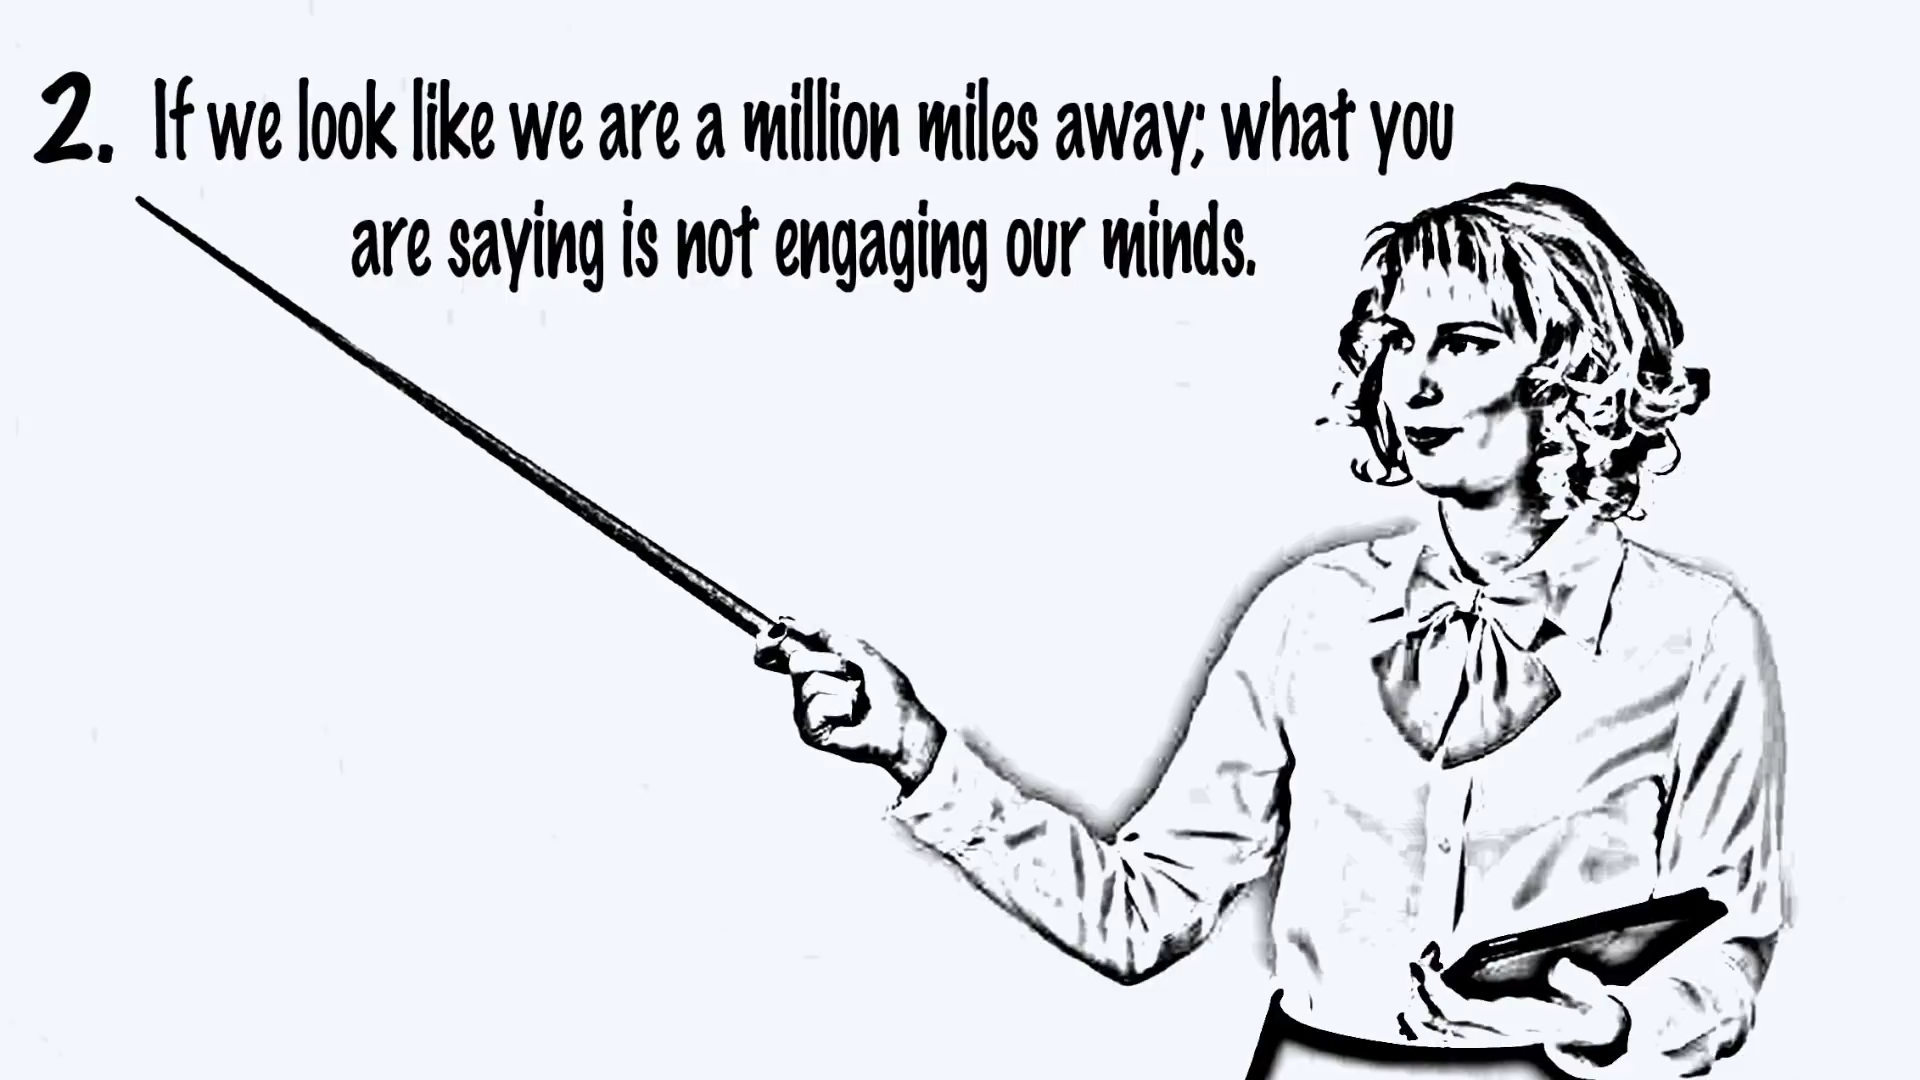 2. If we look like we are a million miles away; what you
are saying is not engaging our minds.